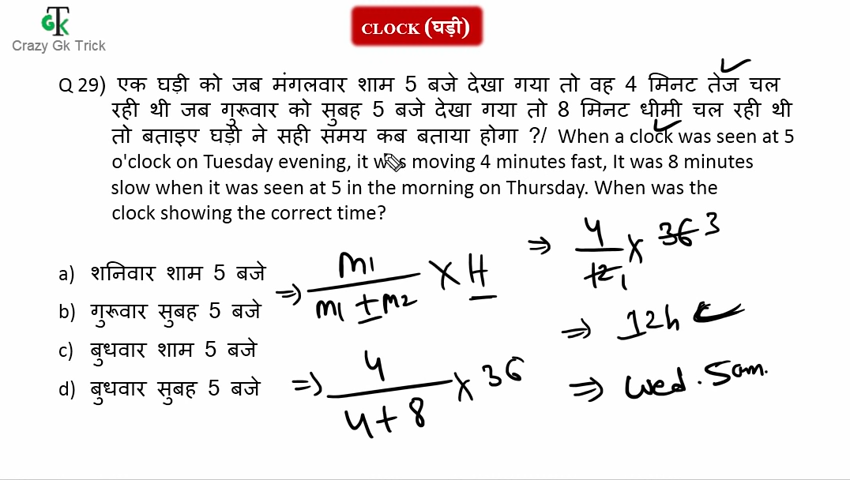 GTK
Crazy Gk Trick
CLOCK (घड़ी)
Q 29) एक घड़ी को जब मंगलवार शाम 5 बजे देखा गया तो वह 4 मिनट तेज चल
रही थी जब गुरूवार को सुबह 5 बजे देखा गया तो 8 मिनट धीमी चल रही थी
तो बताइए घड़ी ने सही समय कब बताया होगा ?/ When a clock was seen at 5
o'clock on Tuesday evening, it was moving 4 minutes fast, It was 8 minutes
slow when it was seen at 5 in the morning on Thursday. When was the
clock showing the correct time?
a) शनिवार शाम 5 बजे
b) गुरूवार सुबह 5 बजे
c) बुधवार शाम 5 बजे
d) बुधवार सुबह 5 बजे
⇒ m1 / m1 + m2 × H
⇒ 4 / 4 + 8 × 36
⇒ 4 / 12 1 × 36 3
⇒ 12h
⇒ Wed. 5am.